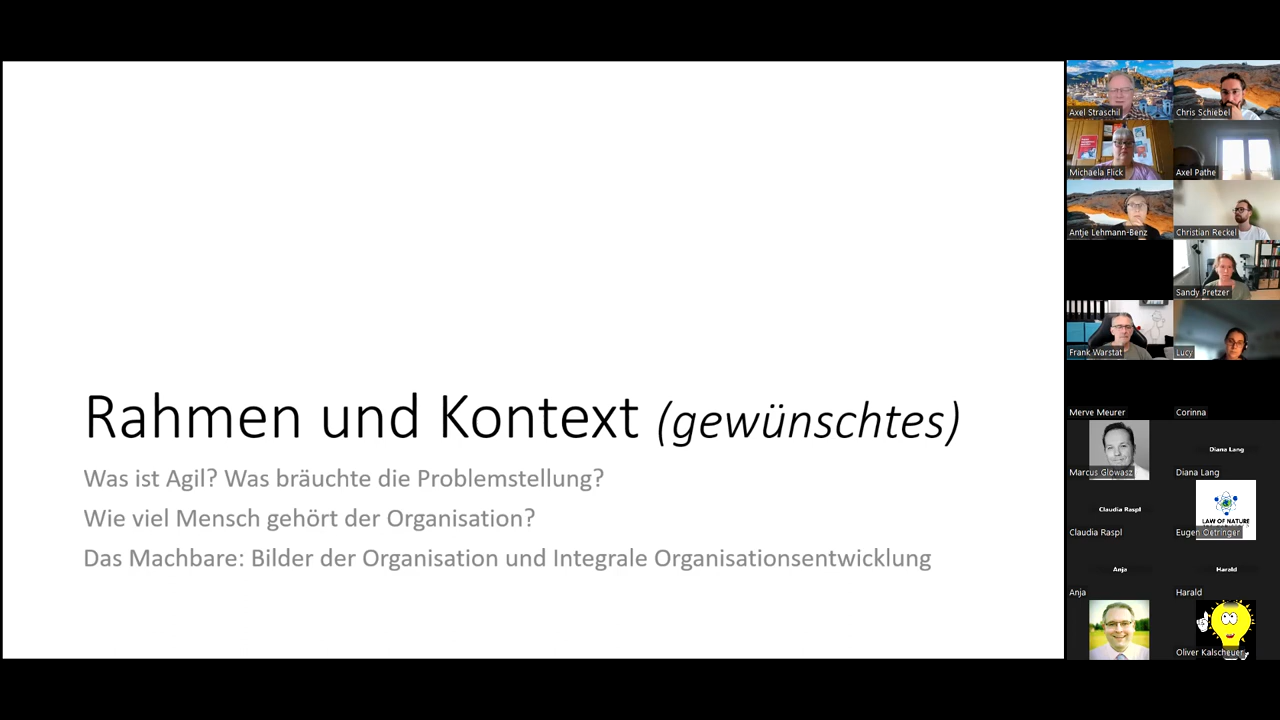 Rahmen und Kontext (gewünschtes)
Was ist Agil? Was bräuchte die Problemstellung?
Wie viel Mensch gehört der Organisation?
Das Machbare: Bilder der Organisation und Integrale Organisationsentwicklung
Axel Straschil
Chris Schiebel
Michaela Flick
Axel Pathe
Antje Lehmann-Benz
Christian Reckel
Sandy Pretzer
Frank Warstat
Lucy
Merve Meurer
Corinna
Marcus Glowasz
Diana Lang
Diana Lang
Claudia Raspl
Claudia Raspl
LAW OF NATURE
Eugen Oetringer
Anja
Anja
Harald
Harald
Oliver Kalscheuer